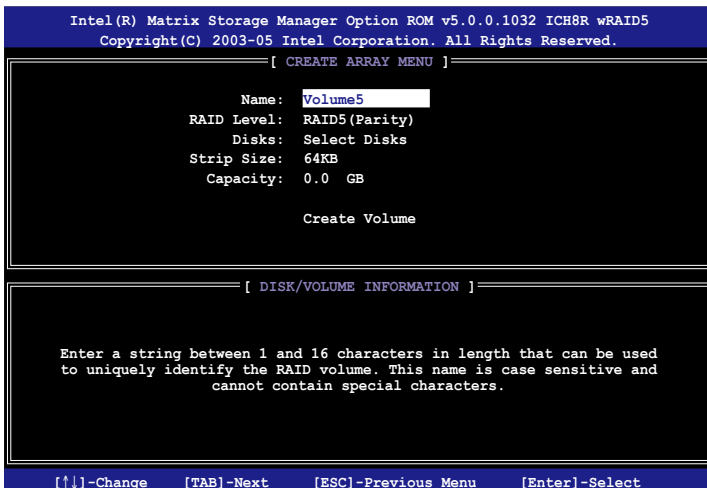 Intel(R) Matrix Storage Manager Option ROM v5.0.0.1032 ICH8R wRAID5
Copyright(C) 2003-05 Intel Corporation. All Rights Reserved.
[ CREATE ARRAY MENU ]
Name: Volume5
RAID Level: RAID5(Parity)
Disks: Select Disks
Strip Size: 64KB
Capacity: 0.0 GB
Create Volume
[ DISK/VOLUME INFORMATION ]
Enter a string between 1 and 16 characters in length that can be used
to uniquely identify the RAID volume. This name is case sensitive and
cannot contain special characters.
[↑↓]-Change [TAB]-Next [ESC]-Previous Menu [Enter]-Select